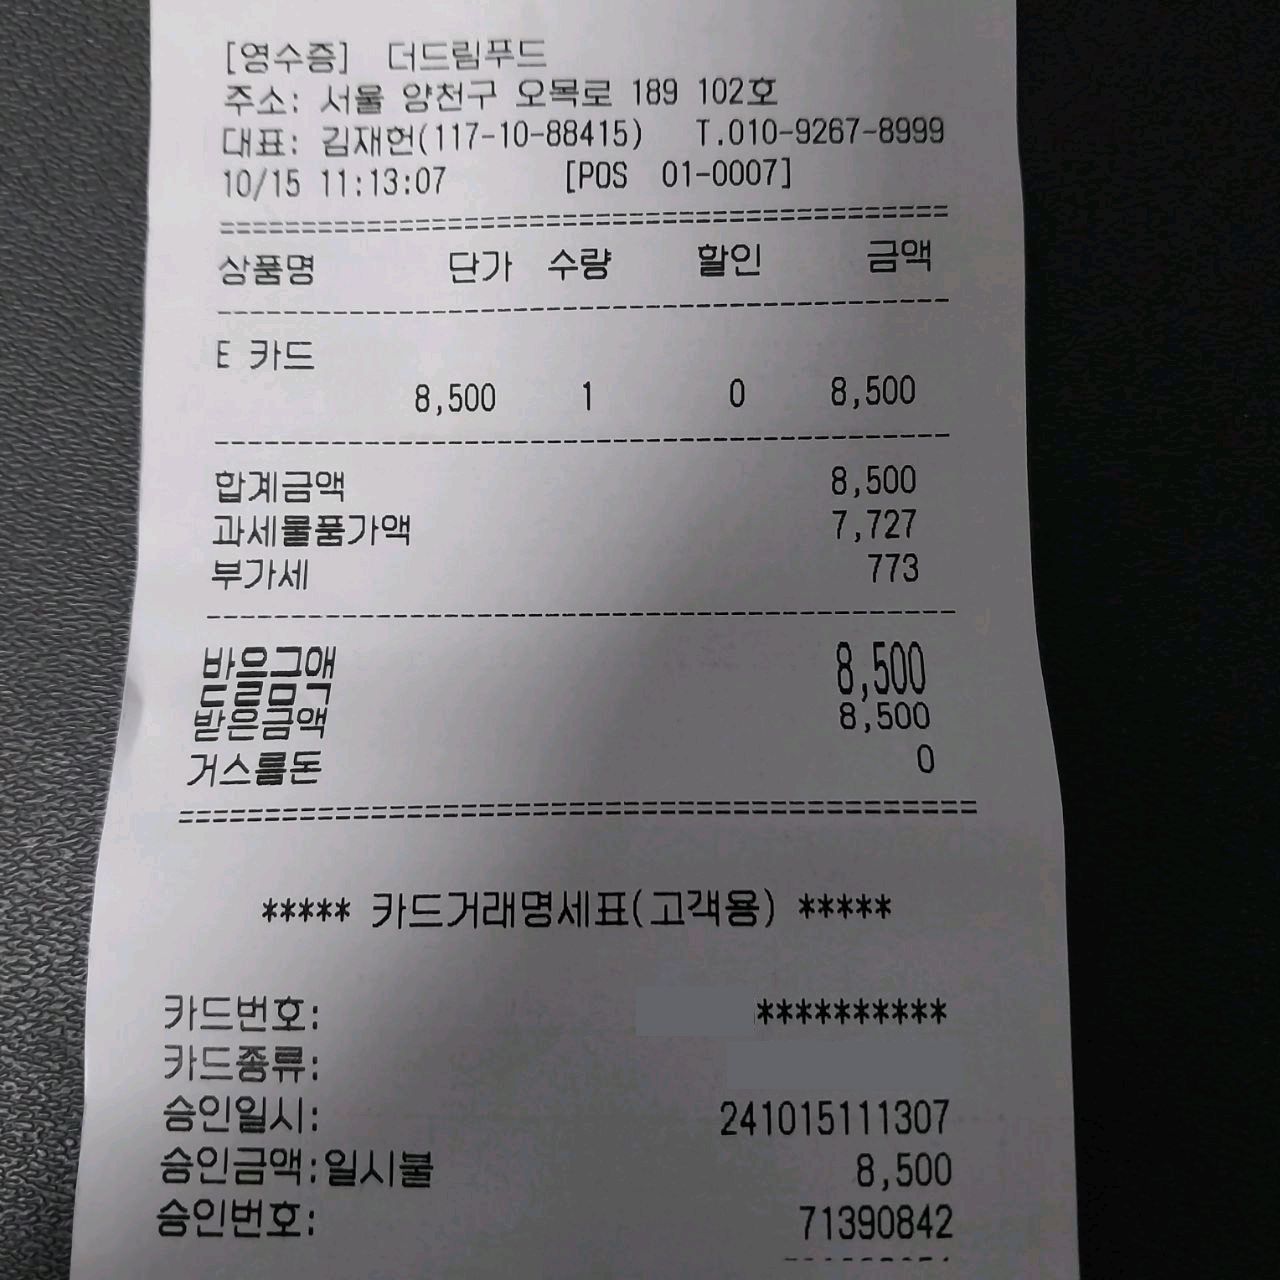 [영수증] 더드림푸드
주소: 서울 양천구 오목로 189 102호
대표: 김재헌(117-10-88415) T.010-9267-8999
10/15 11:13:07 [POS 01-0007]
========================================
상품명 단가 수량 할인 금액
----------------------------------------
E 카드
8,500 1 0 8,500
----------------------------------------
합계금액 8,500
과세물품가액 7,727
부가세 773
----------------------------------------
받을금액 8,500
받은금액 8,500
거스름돈 0
========================================
***** 카드거래명세표(고객용) *****
카드번호: **********
카드종류:
승인일시: 241015111307
승인금액:일시불 8,500
승인번호: 71390842